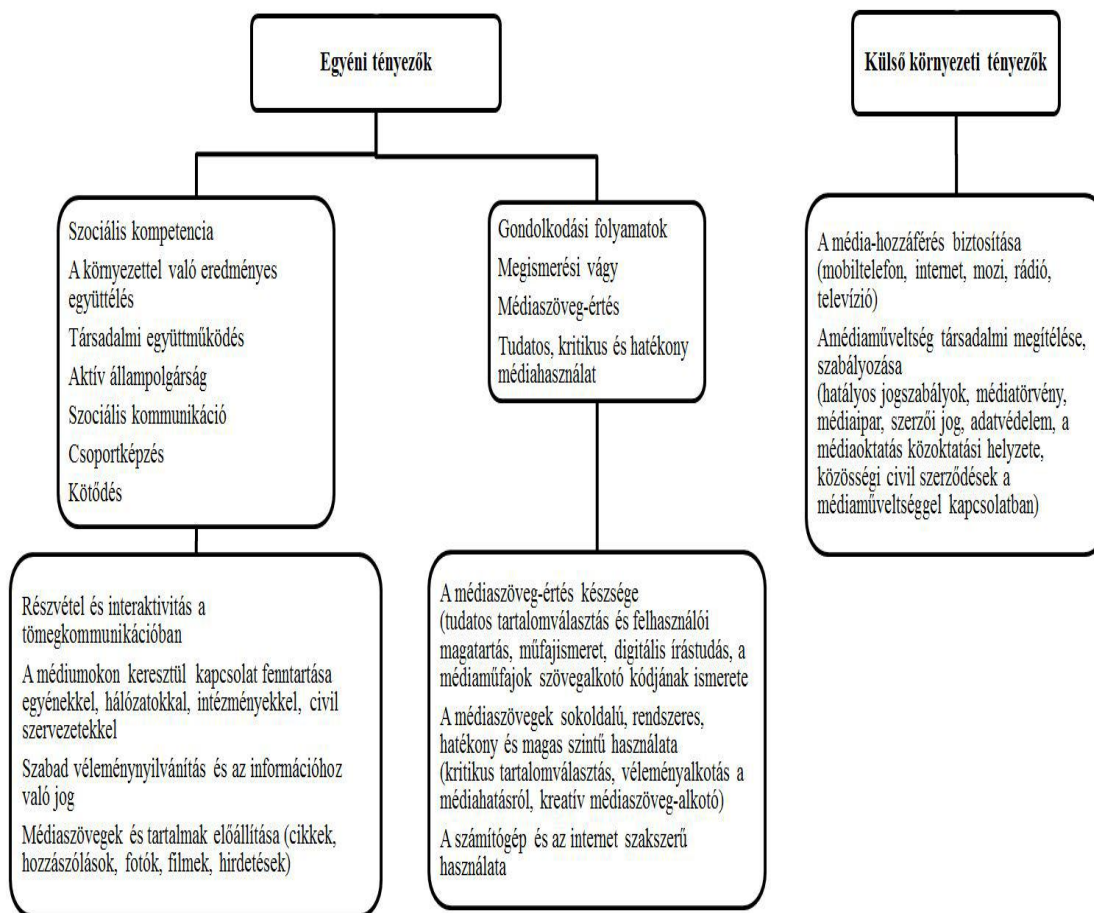 Egyéni tényezők
Külső környezeti tényezők
Szociális kompetencia
A környezettel való eredményes
együttélés
Társadalmi együttműködés
Aktív állampolgárság
Szociális kommunikáció
Csoportképzés
Kötődés
Gondolkodási folyamatok
Megismerési vágy
Médiaszöveg-értés
Tudatos, kritikus és hatékony
médiahasználat
A média-hozzáférés biztosítása
(mobiltelefon, internet, mozi, rádió,
televízió)
Amédiaműveltség társadalmi megítélése,
szabályozása
(hatályos jogszabályok, médiatörvény,
médiaipar, szerzői jog, adatvédelem, a
médiaoktatás közoktatási helyzete,
közösségi civil szerződések a
médiaműveltséggel kapcsolatban)
Részvétel és interaktivitás a
tömegkommunikációban
A médiumokon keresztül kapcsolat fenntartása
egyénekkel, hálózatokkal, intézményekkel, civil
szervezetekkel
Szabad véleménynyilvánítás és az információhoz
való jog
Médiaszövegek és tartalmak előállítása (cikkek,
hozzászólások, fotók, filmek, hirdetések)
A médiaszöveg-értés készsége
(tudatos tartalomválasztás és felhasználói
magatartás, műfajismeret, digitális írástudás, a
médiaműfajok szövegalkotó kódjának ismerete
A médiaszövegek sokoldalú, rendszeres,
hatékony és magas szintű használata
(kritikus tartalomválasztás, véleményalkotás a
médiahatásról, kreatív médiaszöveg-alkotó)
A számítógép és az internet szakszerű
használata